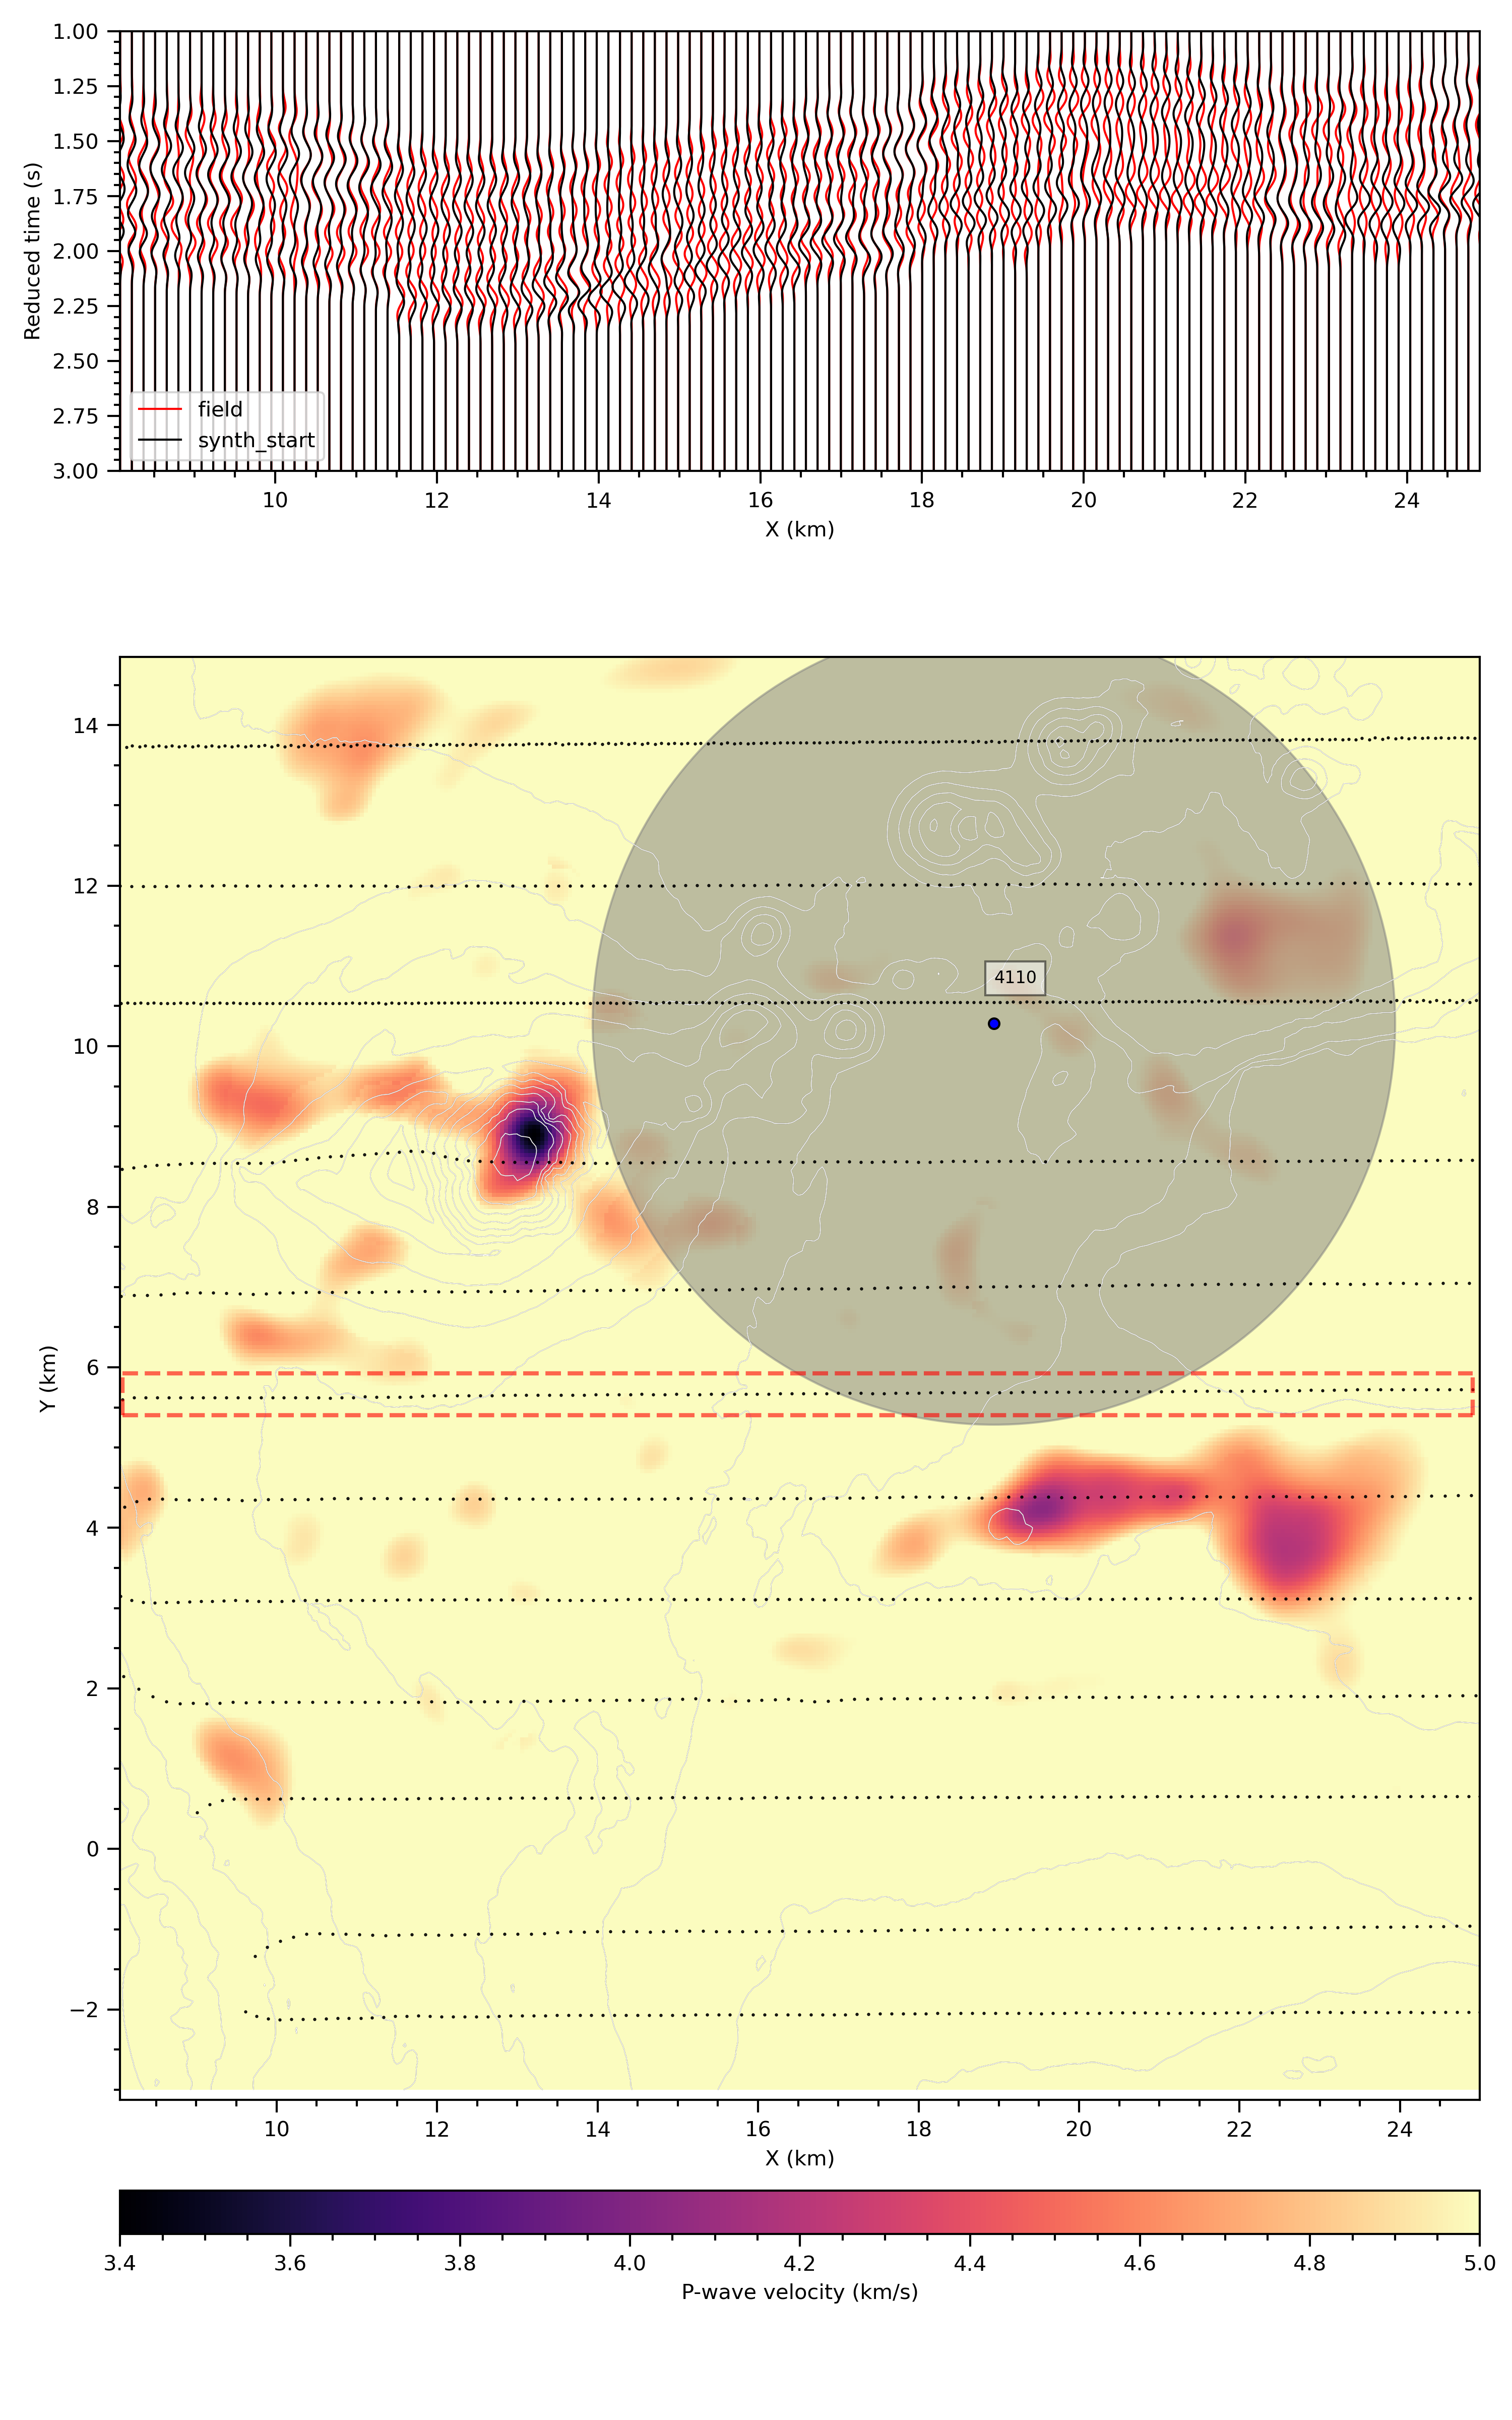 1.00
1.25
1.50
1.75
2.00
2.25
2.50
2.75
3.00
Reduced time (s)
field
synth_start
10 12 14 16 18 20 22 24
X (km)
14
12
10
8
6
4
2
0
−2
Y (km)
4110
10 12 14 16 18 20 22 24
X (km)
3.4 3.6 3.8 4.0 4.2 4.4 4.6 4.8 5.0
P-wave velocity (km/s)